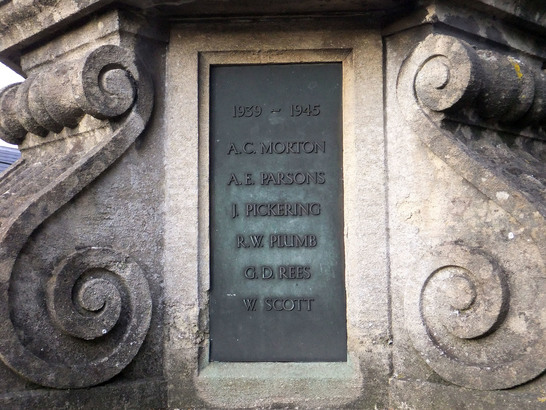 1939 ~ 1945
A.C. MORTON
A.E. PARSONS
J. PICKERING
R.W. PLUMB
G.D. REES
W. SCOTT